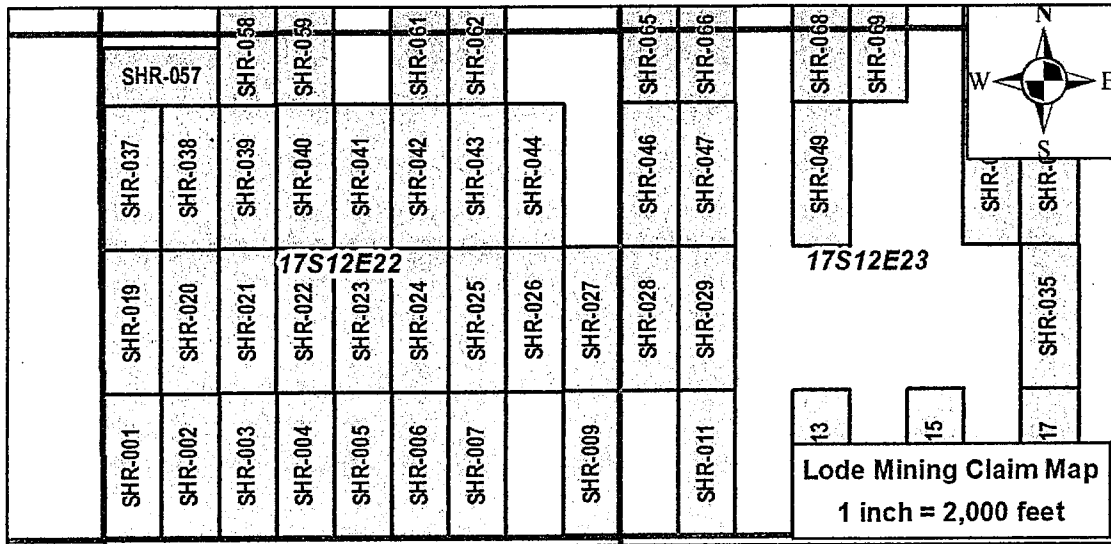 SHR-058
SHR-059
SHR-061
SHR-062
SHR-065
SHR-066
SHR-068
SHR-069
N
W
E
S
SHR-057
SHR-037
SHR-038
SHR-039
SHR-040
SHR-041
SHR-042
SHR-043
SHR-044
SHR-046
SHR-047
SHR-049
17S12E22
17S12E23
SHR-019
SHR-020
SHR-021
SHR-022
SHR-023
SHR-024
SHR-025
SHR-026
SHR-027
SHR-028
SHR-029
SHR-035
SHR-001
SHR-002
SHR-003
SHR-004
SHR-005
SHR-006
SHR-007
SHR-009
SHR-011
13
15
17
Lode Mining Claim Map
1 inch = 2,000 feet